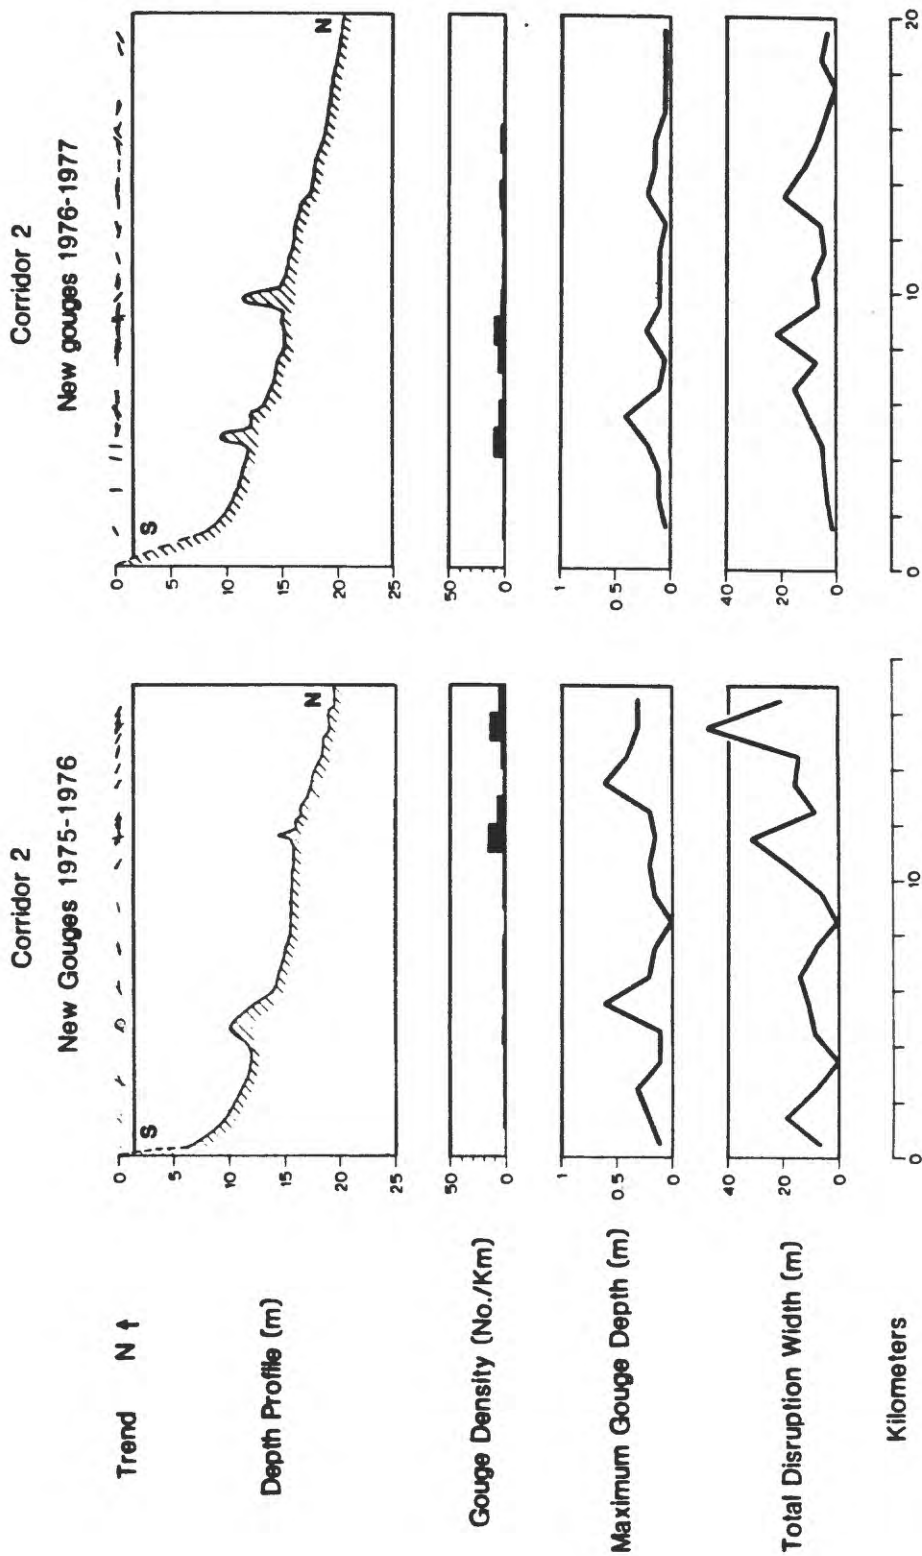 Corridor 2
New Gouges 1975-1976
Corridor 2
New gouges 1976-1977
Trend N ↑
Depth Profile (m)
0
5
10
15
20
25
S
N
0
5
10
15
20
25
S
N
Gouge Density (No./Km)
50
0
50
0
Maximum Gouge Depth (m)
1
0.5
0
1
0.5
0
Total Disruption Width (m)
40
20
0
40
20
0
Kilometers
0
10
0
10
20